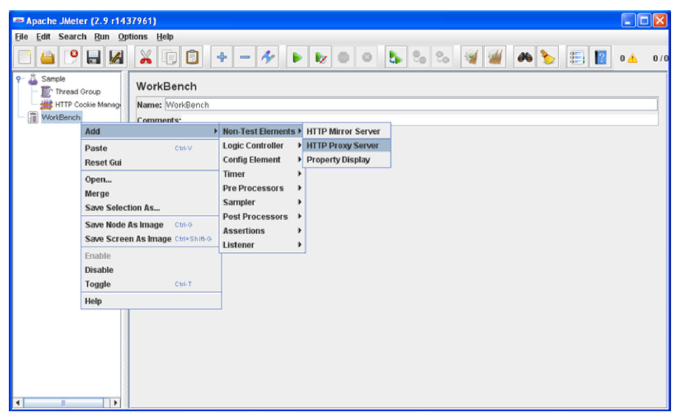 Apache JMeter (2.9 r1437961)
File Edit Search Run Options Help
0 0/0
Sample
Thread Group
HTTP Cookie Manag
WorkBench
WorkBench
Name: WorkBench
Comments:
Add
Paste Ctrl-V
Reset Gui
Open...
Merge
Save Selection As...
Save Node As Image Ctrl-G
Save Screen As Image Ctrl+Shift-G
Enable
Disable
Toggle Ctrl-T
Help
Non-Test Elements
Logic Controller
Config Element
Timer
Pre Processors
Sampler
Post Processors
Assertions
Listener
HTTP Mirror Server
HTTP Proxy Server
Property Display